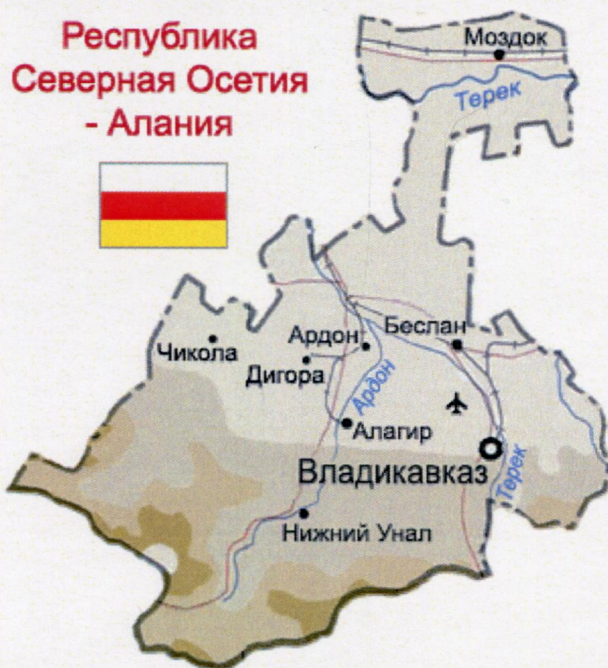 Республика
Северная Осетия
- Алания
Моздок
Терек
Ардон
Беслан
Чикола
Дигора
Ардон
Алагир
Владикавказ
Терек
Нижний Унал